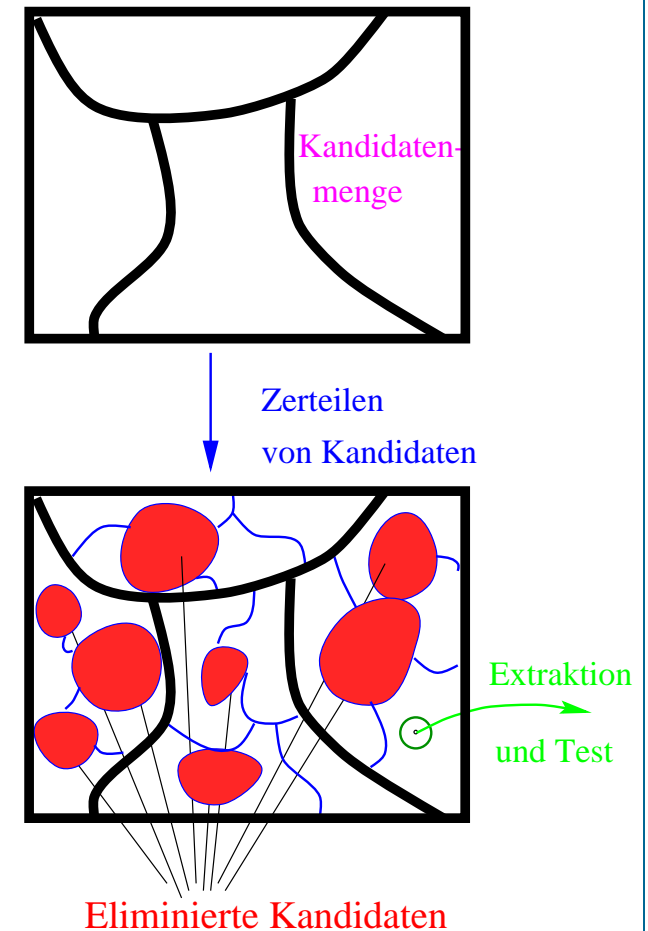 Kandidaten-
menge
Zerteilen
von Kandidaten
Extraktion
und Test
Eliminierte Kandidaten